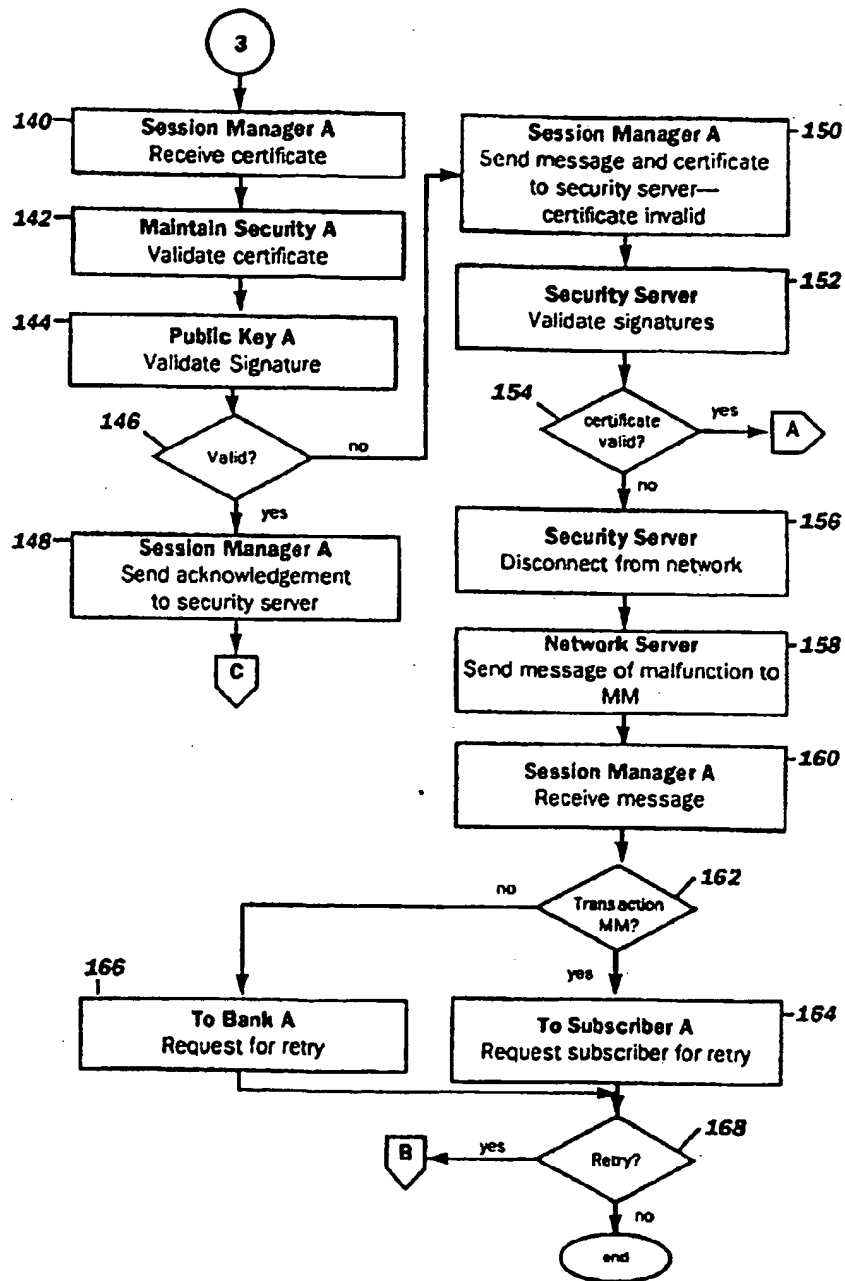 3
140
Session Manager A
Receive certificate
142
Maintain Security A
Validate certificate
144
Public Key A
Validate Signature
146
Valid?
no
yes
148
Session Manager A
Send acknowledgement
to security server
C
150
Session Manager A
Send message and certificate
to security server—
certificate invalid
152
Security Server
Validate signatures
154
certificate
valid?
yes
A
no
156
Security Server
Disconnect from network
158
Network Server
Send message of malfunction to
MM
160
Session Manager A
Receive message
162
Transaction
MM?
no
yes
166
To Bank A
Request for retry
164
To Subscriber A
Request subscriber for retry
168
Retry?
yes
B
no
end